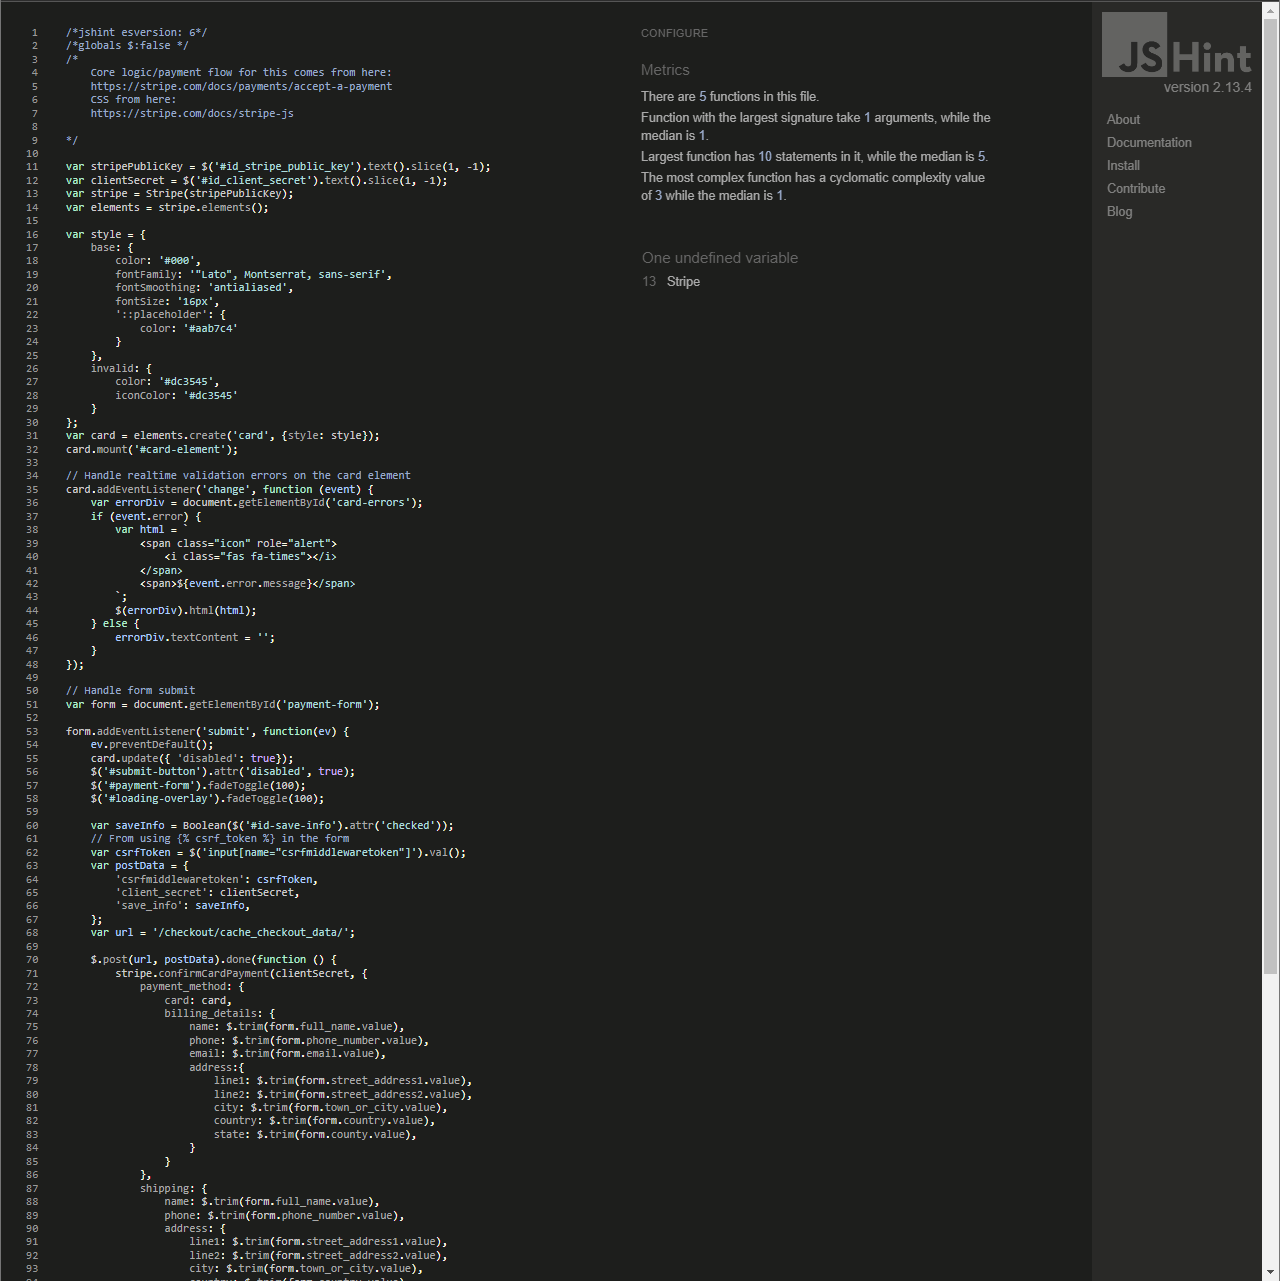 1 /*jshint esversion: 6*/
2 /*globals $:false */
3 /*
4 Core logic/payment flow for this comes from here:
5 https://stripe.com/docs/payments/accept-a-payment
6 CSS from here:
7 https://stripe.com/docs/stripe-js
8
9 */
10
11 var stripePublicKey = $('#id_stripe_public_key').text().slice(1, -1);
12 var clientSecret = $('#id_client_secret').text().slice(1, -1);
13 var stripe = Stripe(stripePublicKey);
14 var elements = stripe.elements();
15
16 var style = {
17 base: {
18 color: '#000',
19 fontFamily: '"Lato", Montserrat, sans-serif',
20 fontSmoothing: 'antialiased',
21 fontSize: '16px',
22 '::placeholder': {
23 color: '#aab7c4'
24 }
25 },
26 invalid: {
27 color: '#dc3545',
28 iconColor: '#dc3545'
29 }
30 };
31 var card = elements.create('card', {style: style});
32 card.mount('#card-element');
33
34 // Handle realtime validation errors on the card element
35 card.addEventListener('change', function (event) {
36 var errorDiv = document.getElementById('card-errors');
37 if (event.error) {
38 var html = `
39 <span class="icon" role="alert">
40 <i class="fas fa-times"></i>
41 </span>
42 <span>${event.error.message}</span>
43 `;
44 $(errorDiv).html(html);
45 } else {
46 errorDiv.textContent = '';
47 }
48 });
49
50 // Handle form submit
51 var form = document.getElementById('payment-form');
52
53 form.addEventListener('submit', function(ev) {
54 ev.preventDefault();
55 card.update({ 'disabled': true});
56 $('#submit-button').attr('disabled', true);
57 $('#payment-form').fadeToggle(100);
58 $('#loading-overlay').fadeToggle(100);
59
60 var saveInfo = Boolean($('#id-save-info').attr('checked'));
61 // From using {% csrf_token %} in the form
62 var csrfToken = $('input[name="csrfmiddlewaretoken"]').val();
63 var postData = {
64 'csrfmiddlewaretoken': csrfToken,
65 'client_secret': clientSecret,
66 'save_info': saveInfo,
67 };
68 var url = '/checkout/cache_checkout_data/';
69
70 $.post(url, postData).done(function () {
71 stripe.confirmCardPayment(clientSecret, {
72 payment_method: {
73 card: card,
74 billing_details: {
75 name: $.trim(form.full_name.value),
76 phone: $.trim(form.phone_number.value),
77 email: $.trim(form.email.value),
78 address:{
79 line1: $.trim(form.street_address1.value),
80 line2: $.trim(form.street_address2.value),
81 city: $.trim(form.town_or_city.value),
82 country: $.trim(form.country.value),
83 state: $.trim(form.county.value),
84 }
85 }
86 },
87 shipping: {
88 name: $.trim(form.full_name.value),
89 phone: $.trim(form.phone_number.value),
90 address: {
91 line1: $.trim(form.street_address1.value),
92 line2: $.trim(form.street_address2.value),
93 city: $.trim(form.town_or_city.value),
94 country: $.trim(form.country.value),
CONFIGURE
Metrics
There are 5 functions in this file.
Function with the largest signature take 1 arguments, while the
median is 1.
Largest function has 10 statements in it, while the median is 5.
The most complex function has a cyclomatic complexity value
of 3 while the median is 1.
One undefined variable
13 Stripe
JSHint
version 2.13.4
About
Documentation
Install
Contribute
Blog